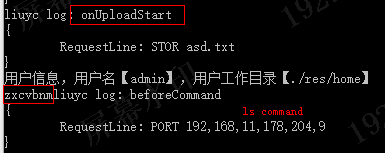 liuyc log: onUploadStart
{
RequestLine: STOR asd.txt
}
用户信息，用户名【admin】，用户工作目录【./res/home】
zxcvbnmliuyc log: beforeCommand
{
ls command
RequestLine: PORT 192,168,11,178,204,9
}